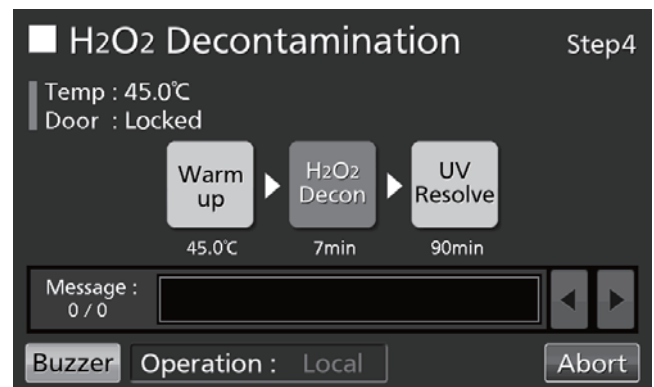 H2O2 Decontamination
Step4
Temp : 45.0℃
Door : Locked
Warm
up
H2O2
Decon
UV
Resolve
45.0℃
7min
90min
Message :
0 / 0
Buzzer
Operation : Local
Abort